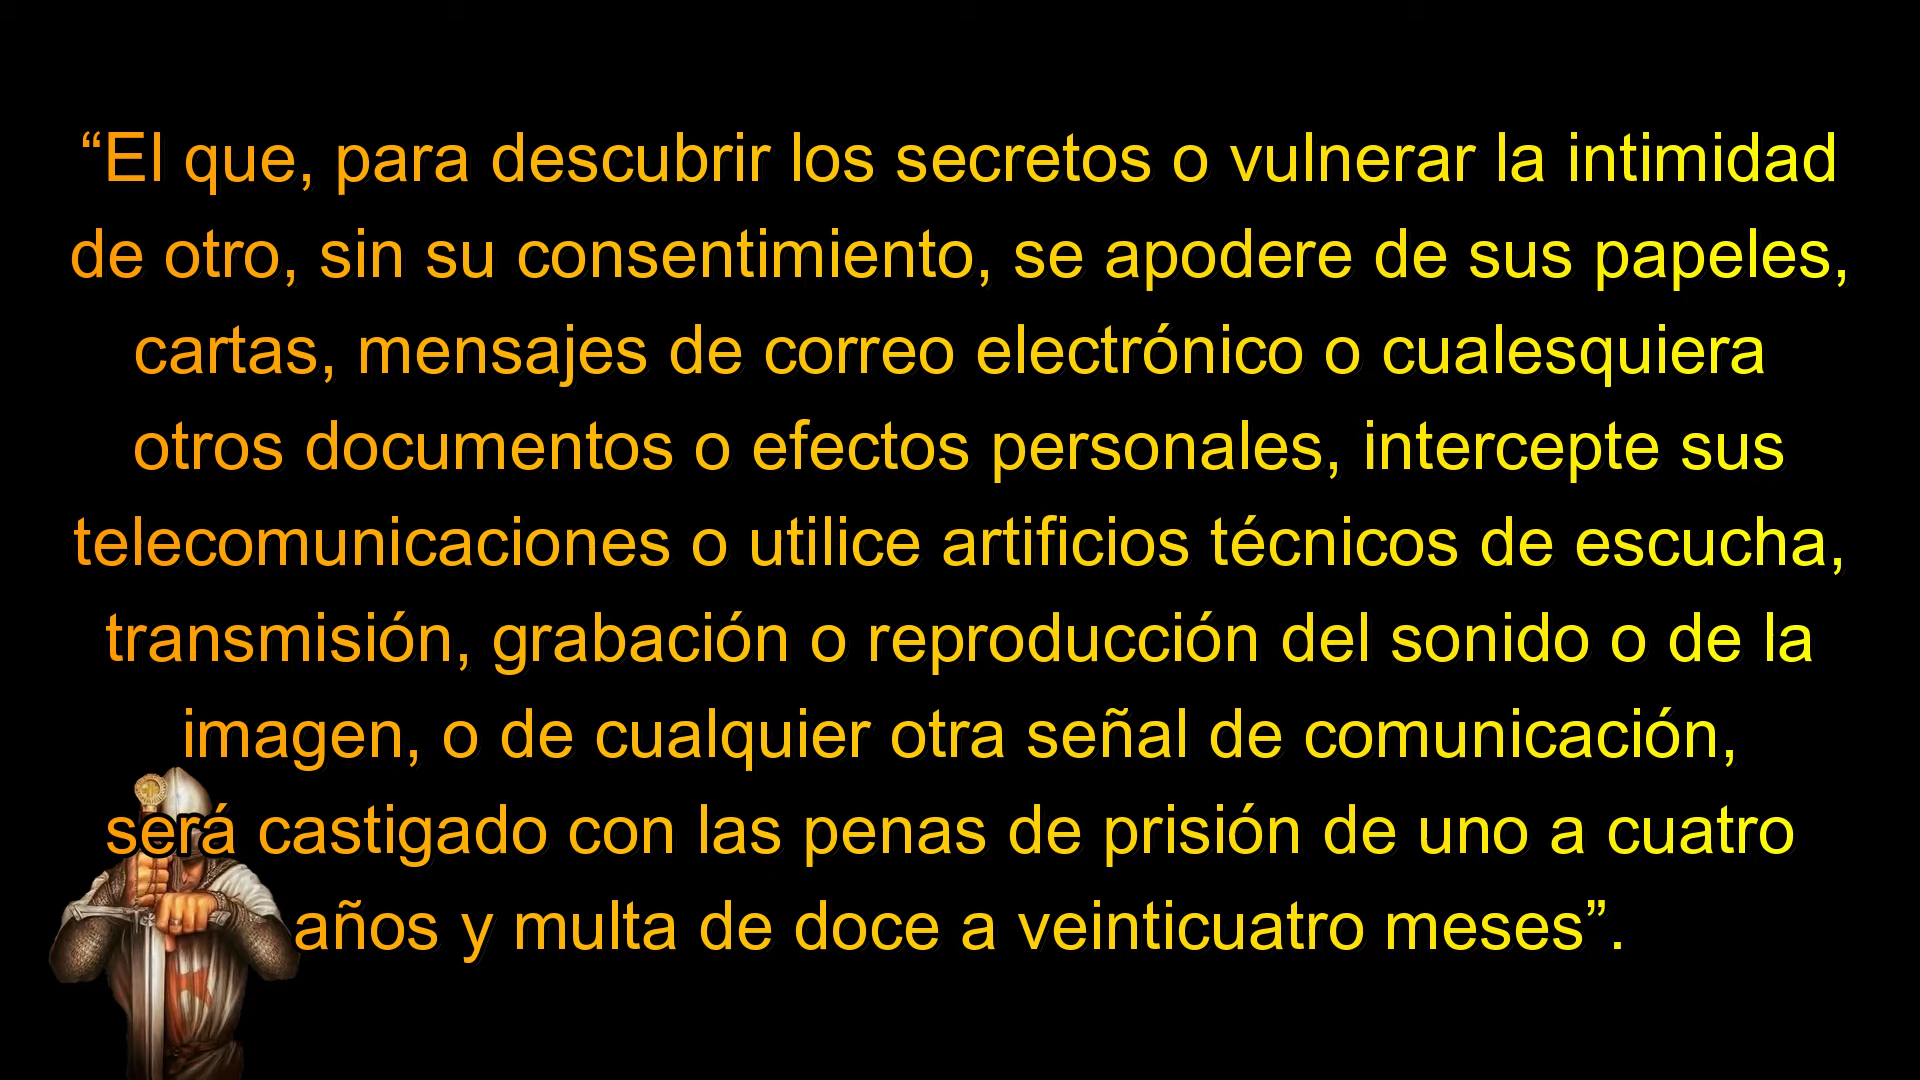 “El que, para descubrir los secretos o vulnerar la intimidad
de otro, sin su consentimiento, se apodere de sus papeles,
cartas, mensajes de correo electrónico o cualesquiera
otros documentos o efectos personales, intercepte sus
telecomunicaciones o utilice artificios técnicos de escucha,
transmisión, grabación o reproducción del sonido o de la
imagen, o de cualquier otra señal de comunicación,
será castigado con las penas de prisión de uno a cuatro
años y multa de doce a veinticuatro meses”.